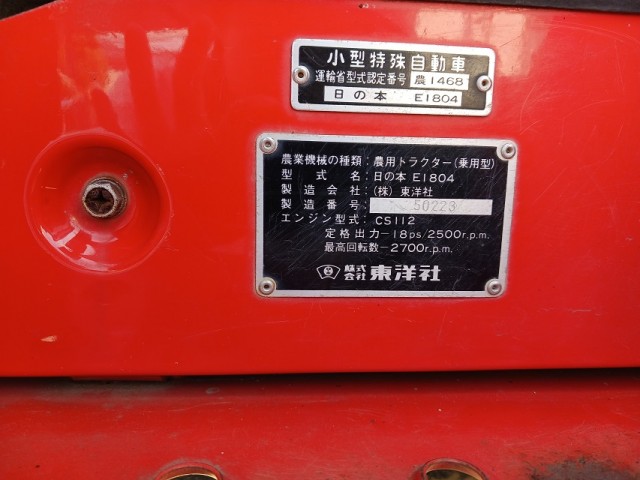 小型特殊自動車
運輸省型式認定番号 農1468
日の本 E1804
農業機械の種類：農用トラクター(乗用型)
型式名：日の本 E1804
製造会社：(株) 東洋社
製造番号：50223
エンジン型式：CS112
定格出力－18ps/2500r.p.m.
最高回転数－2700r.p.m.
株式会社 東洋社